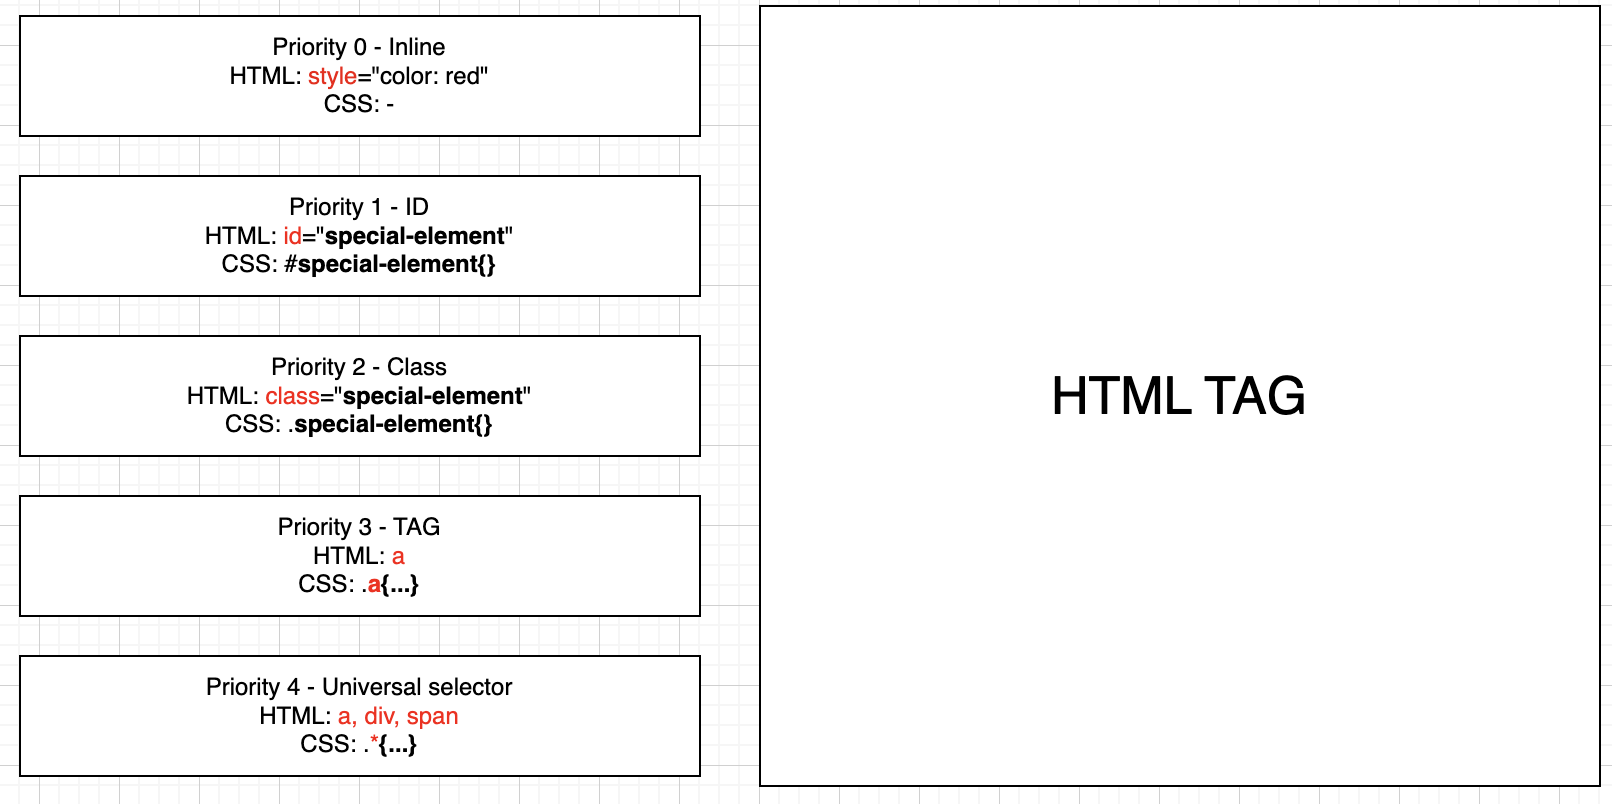 Priority 0 - Inline
HTML: style="color: red"
CSS: -
Priority 1 - ID
HTML: id="special-element"
CSS: #special-element{}
Priority 2 - Class
HTML: class="special-element"
CSS: .special-element{}
Priority 3 - TAG
HTML: a
CSS: .a{...}
Priority 4 - Universal selector
HTML: a, div, span
CSS: .*{...}
HTML TAG